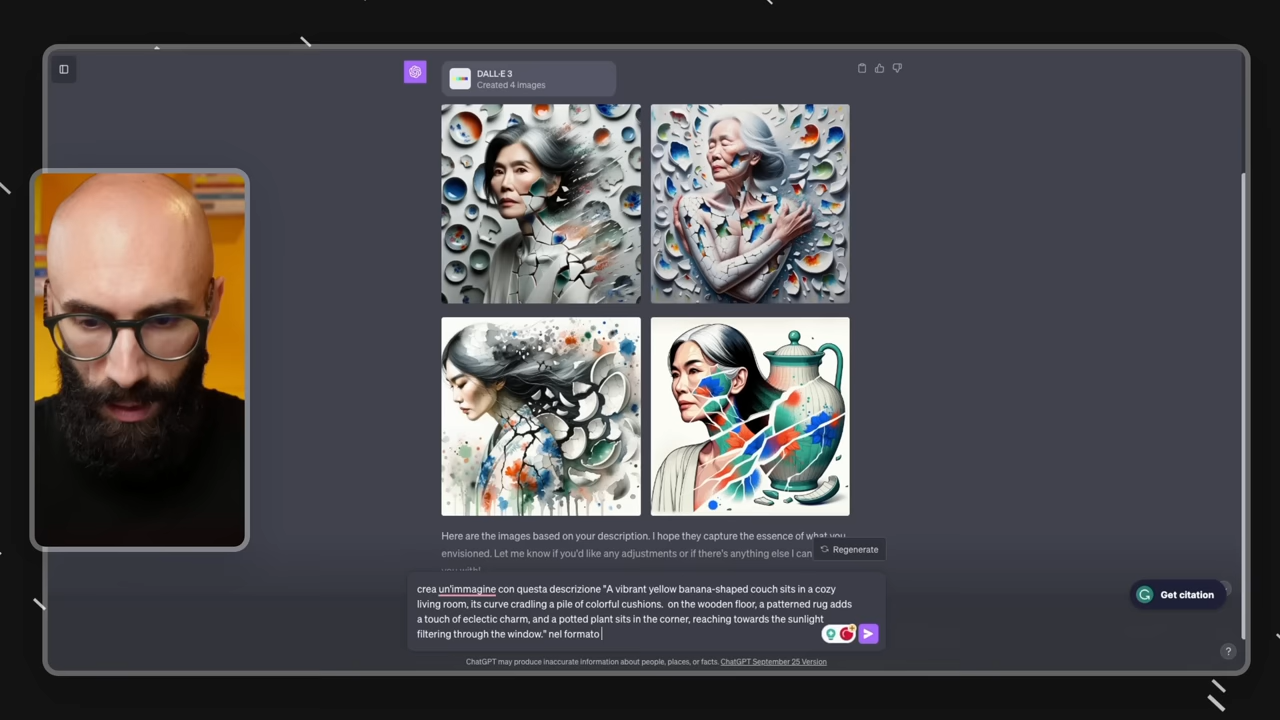 DALL·E 3
Created 4 images
Here are the images based on your description. I hope they capture the essence of what you
envisioned. Let me know if you'd like any adjustments or if there's anything else I can
you with!
Regenerate
crea un'immagine con questa descrizione "A vibrant yellow banana-shaped couch sits in a cozy
living room, its curve cradling a pile of colorful cushions.  on the wooden floor, a patterned rug adds
a touch of eclectic charm, and a potted plant sits in the corner, reaching towards the sunlight
filtering through the window." nel formato
Get citation
ChatGPT may produce inaccurate information about people, places, or facts. ChatGPT September 25 Version
?